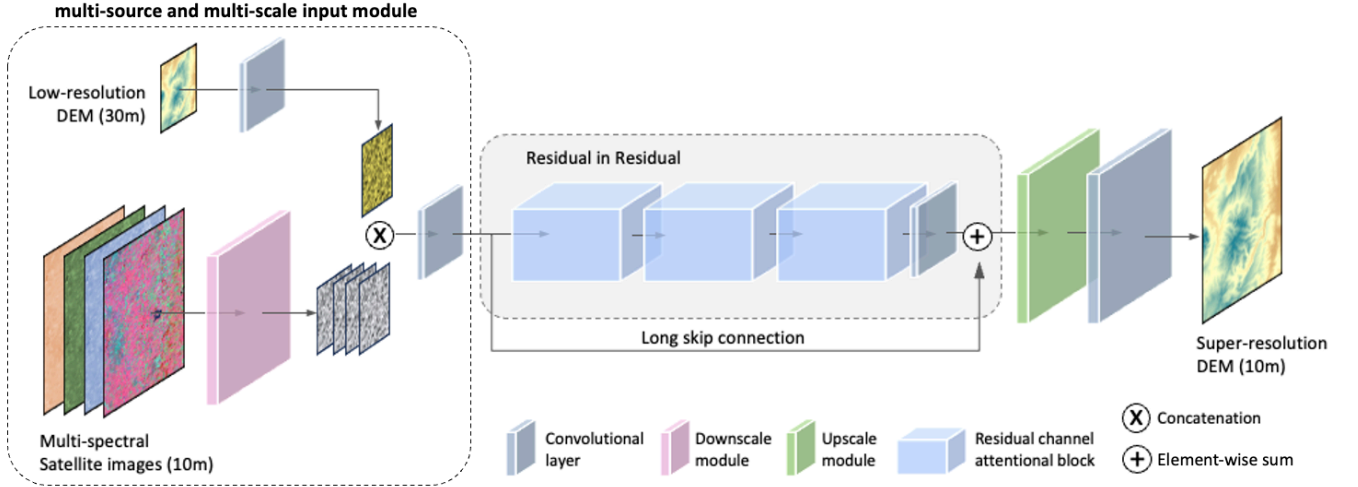 multi-source and multi-scale input module
Low-resolution
DEM (30m)
X
Multi-spectral
Satellite images (10m)
Residual in Residual
+
Long skip connection
Super-resolution
DEM (10m)
Convolutional
layer
Downscale
module
Upscale
module
Residual channel
attentional block
X Concatenation
+ Element-wise sum